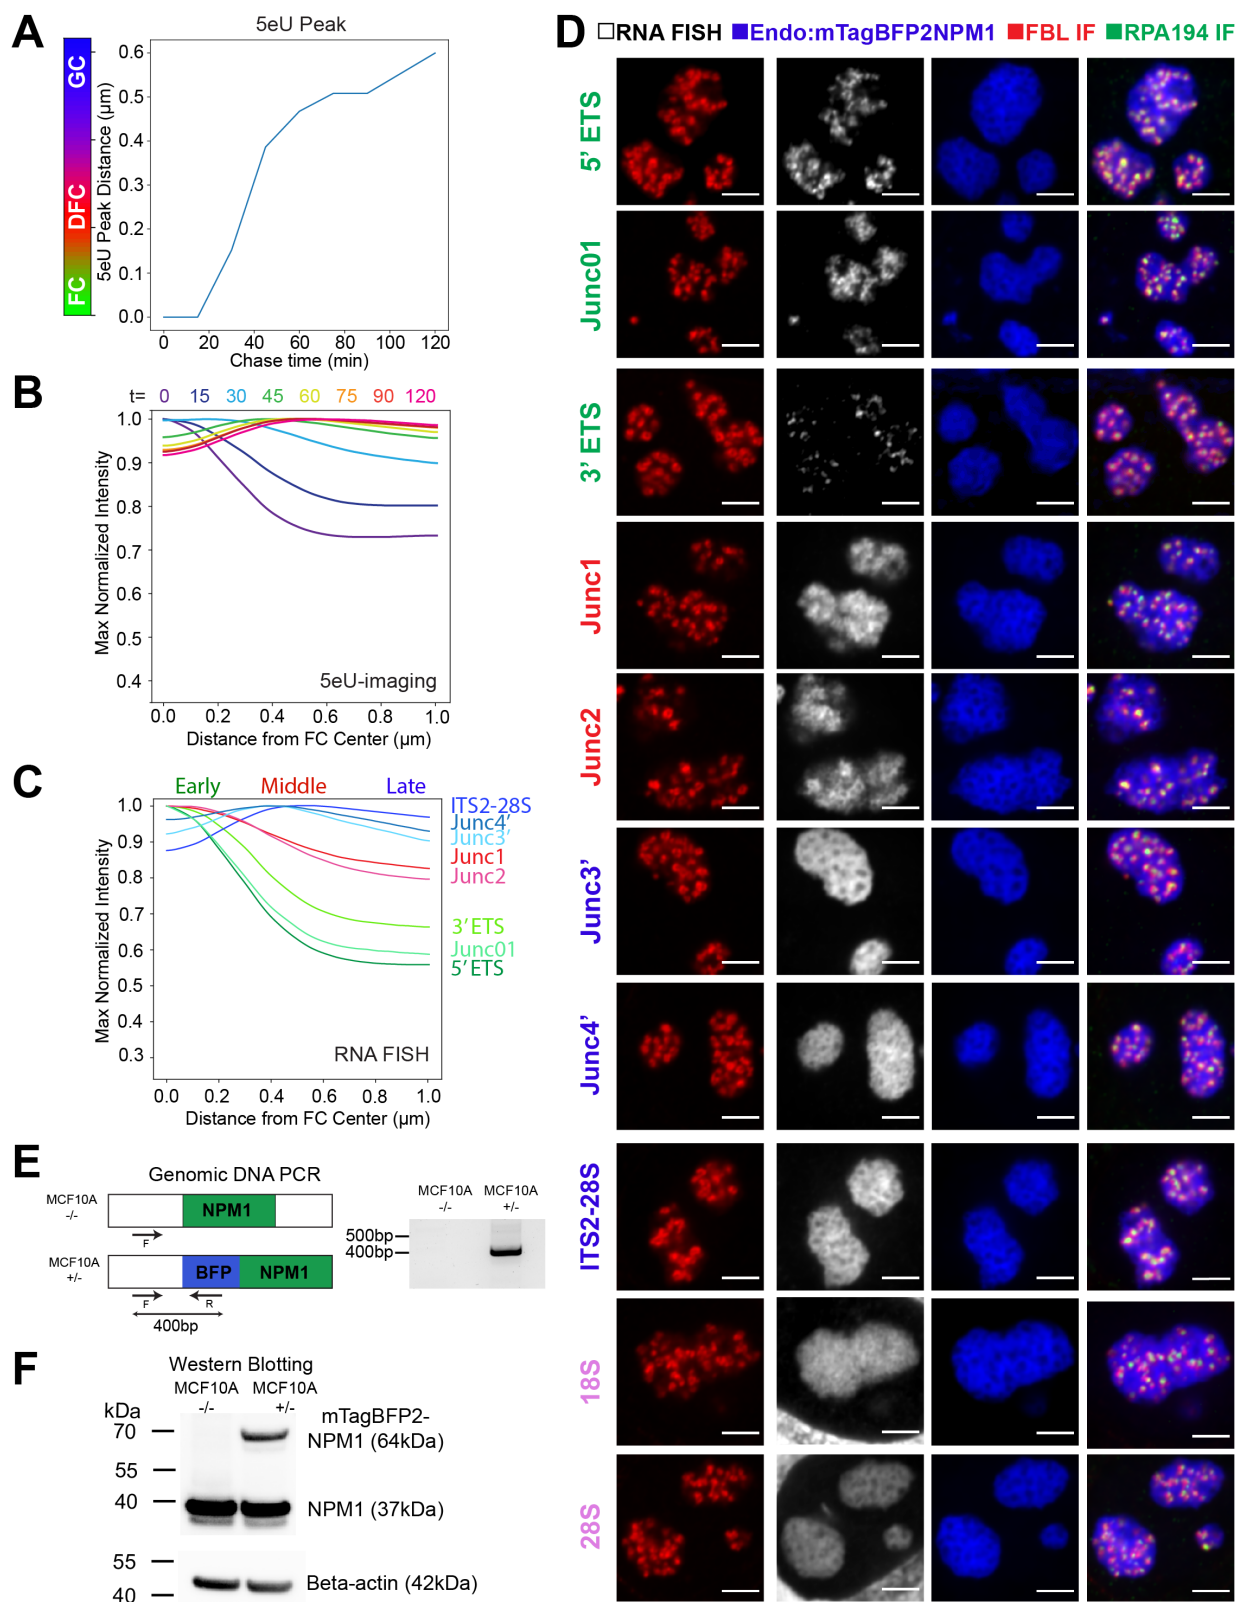 A
5eU Peak
GC
DFC
FC
5eU Peak Distance (µm)
0.6
0.5
0.4
0.3
0.2
0.1
0.0
0 20 40 60 80 100 120
Chase time (min)
B
t= 0 15 30 45 60 75 90 120
Max Normalized Intensity
1.0
0.9
0.8
0.7
0.6
0.5
0.4
5eU-imaging
0.0 0.2 0.4 0.6 0.8 1.0
Distance from FC Center (µm)
C
Early Middle Late
Max Normalized Intensity
1.0
0.9
0.8
0.7
0.6
0.5
0.4
0.3
ITS2-28S
Junc4'
Junc3'
Junc1
Junc2
3'ETS
Junc01
5'ETS
RNA FISH
0.0 0.2 0.4 0.6 0.8 1.0
Distance from FC Center (µm)
D
RNA FISH Endo:mTagBFP2NPM1 FBL IF RPA194 IF
5' ETS
Junc01
3' ETS
Junc1
Junc2
Junc3'
Junc4'
ITS2-28S
18S
28S
E
Genomic DNA PCR
MCF10A
-/-
NPM1
F
MCF10A
+/-
BFP NPM1
F R
400bp
MCF10A MCF10A
-/- +/-
500bp
400bp
F
Western Blotting
MCF10A MCF10A
-/- +/-
kDa
70
55
40
mTagBFP2-
NPM1 (64kDa)
NPM1 (37kDa)
55
40
Beta-actin (42kDa)